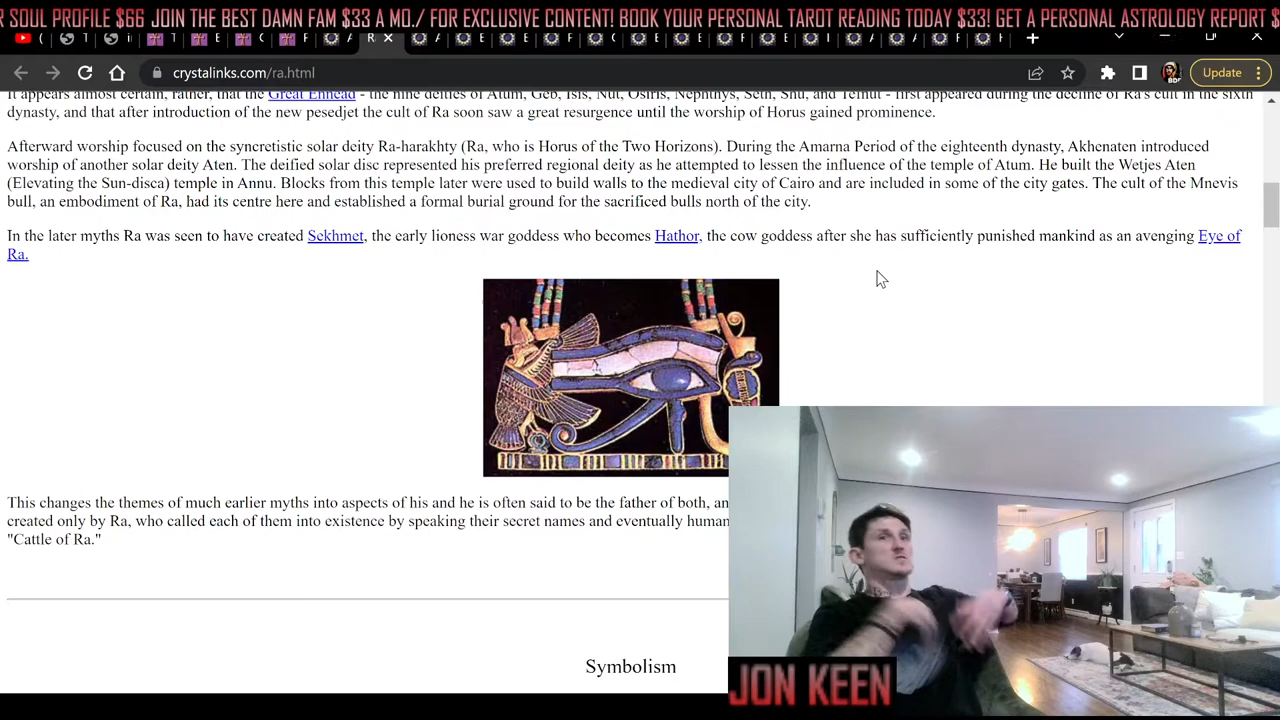 R SOUL PROFILE $66 JOIN THE BEST DAMN FAM $33 A MO./ FOR EXCLUSIVE CONTENT! BOOK YOUR PERSONAL TAROT READING TODAY $33! GET A PERSONAL ASTROLOGY REPORT $
crystalinks.com/ra.html
Update
It appears almost certain, rather, that the Great Ennead - the nine deities of Atum, Geb, Isis, Nut, Osiris, Nephthys, Seth, Shu, and Tefnut - first appeared during the decline of Ra's cult in the sixth
dynasty, and that after introduction of the new pesedjet the cult of Ra soon saw a great resurgence until the worship of Horus gained prominence.
Afterward worship focused on the syncretistic solar deity Ra-harakhty (Ra, who is Horus of the Two Horizons). During the Amarna Period of the eighteenth dynasty, Akhenaten introduced
worship of another solar deity Aten. The deified solar disc represented his preferred regional deity as he attempted to lessen the influence of the temple of Atum. He built the Wetjes Aten
(Elevating the Sun-disca) temple in Annu. Blocks from this temple later were used to build walls to the medieval city of Cairo and are included in some of the city gates. The cult of the Mnevis
bull, an embodiment of Ra, had its centre here and established a formal burial ground for the sacrificed bulls north of the city.
In the later myths Ra was seen to have created Sekhmet, the early lioness war goddess who becomes Hathor, the cow goddess after she has sufficiently punished mankind as an avenging Eye of
Ra.
This changes the themes of much earlier myths into aspects of his and he is often said to be the father of both, an
created only by Ra, who called each of them into existence by speaking their secret names and eventually human
"Cattle of Ra."
Symbolism
JON KEEN